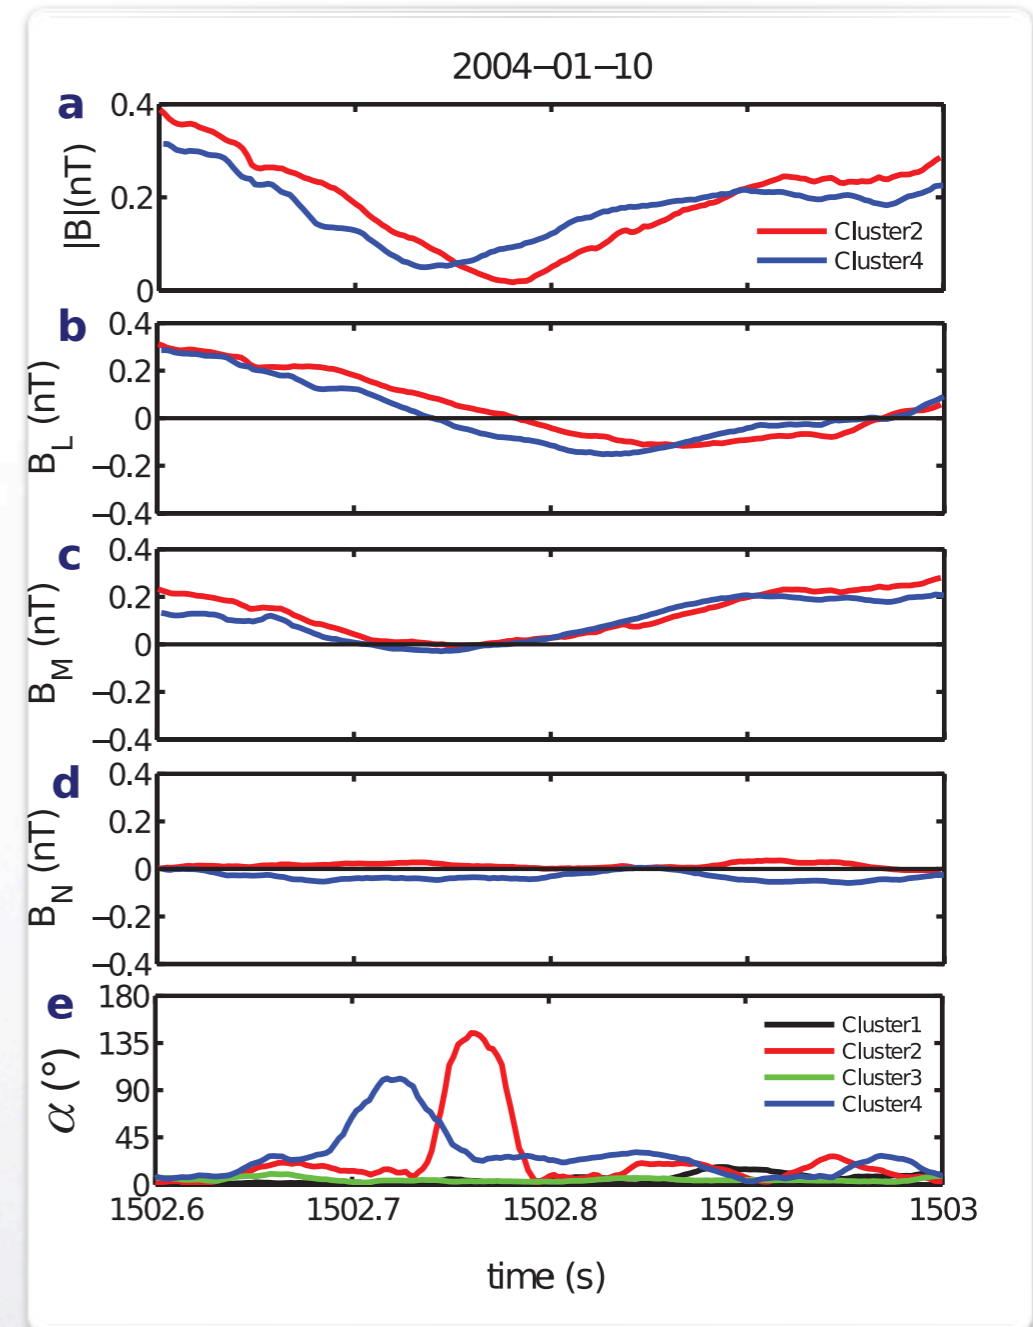 2004−01−10
a
0.4
0.2
0
|B|(nT)
Cluster2
Cluster4
b
0.4
0.2
0
−0.2
−0.4
B_L (nT)
c
0.4
0.2
0
−0.2
−0.4
B_M (nT)
d
0.4
0.2
0
−0.2
−0.4
B_N (nT)
e
180
135
90
45
0
α (°)
Cluster1
Cluster2
Cluster3
Cluster4
1502.6 1502.7 1502.8 1502.9 1503
time (s)